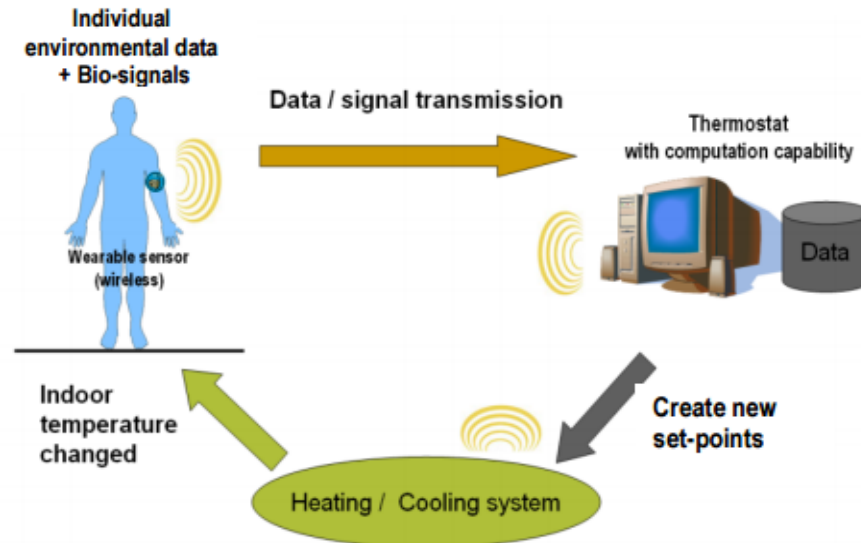 Individual
environmental data
+ Bio-signals
Data / signal transmission
Thermostat
with computation capability
Wearable sensor
(wireless)
Data
Indoor
temperature
changed
Create new
set-points
Heating / Cooling system